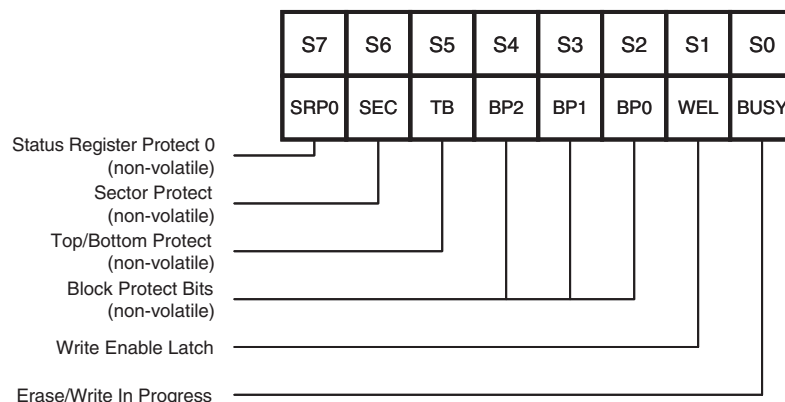 S7 S6 S5 S4 S3 S2 S1 S0
SRP0 SEC TB BP2 BP1 BP0 WEL BUSY
Status Register Protect 0
(non-volatile)
Sector Protect
(non-volatile)
Top/Bottom Protect
(non-volatile)
Block Protect Bits
(non-volatile)
Write Enable Latch
Erase/Write In Progress